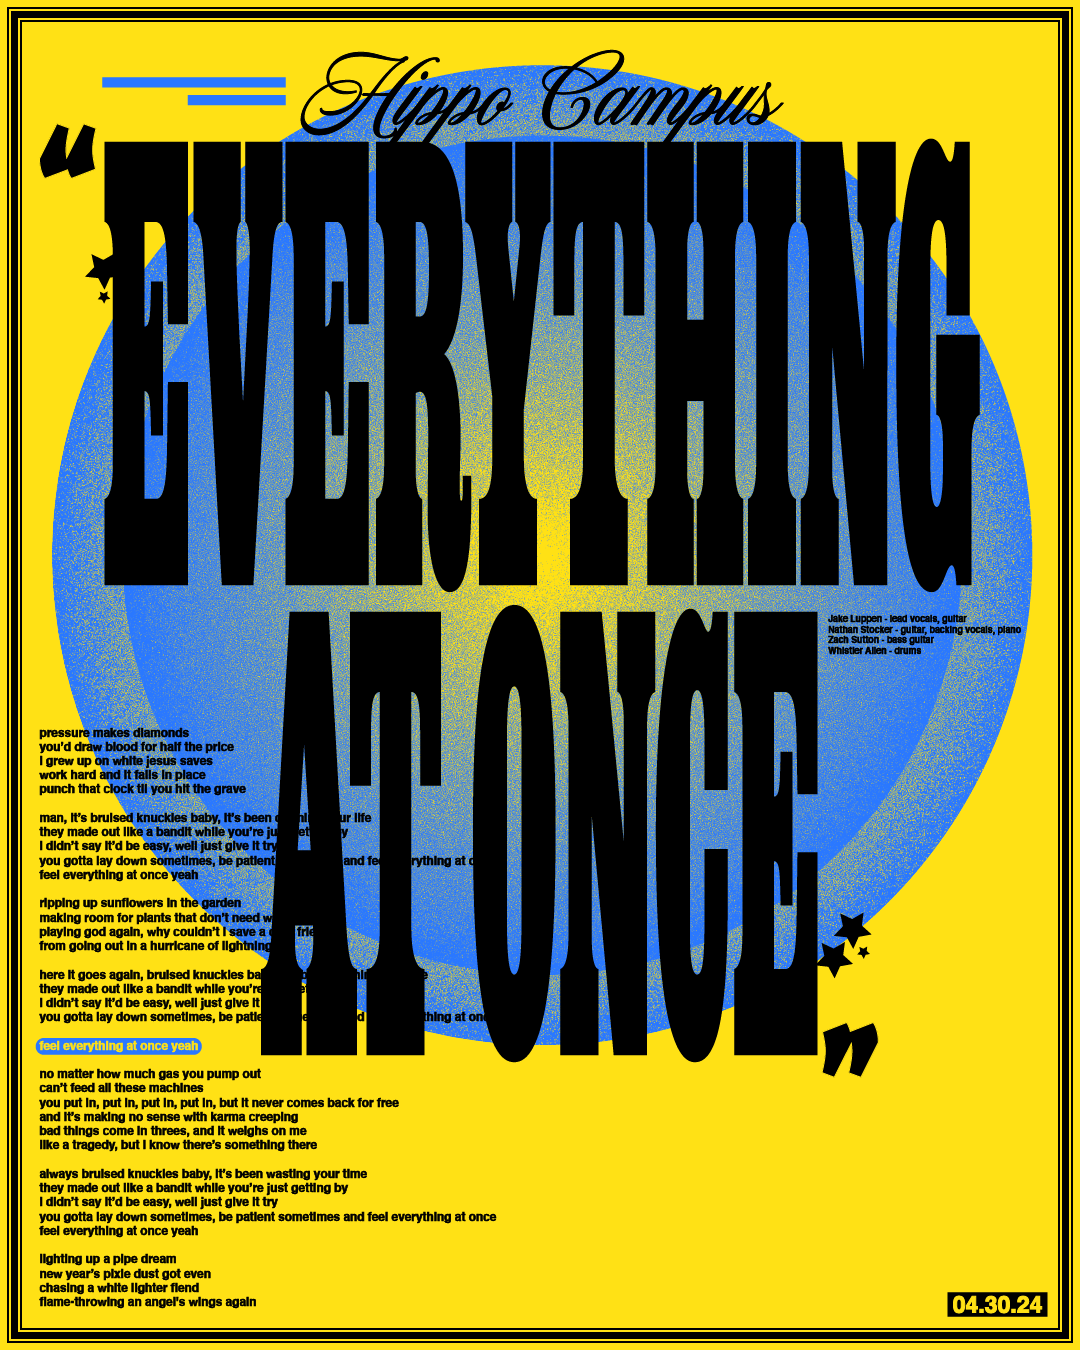 Hippo Campus
“EVERYTHING
AT ONCE”
Jake Luppen - lead vocals, guitar
Nathan Stocker - guitar, backing vocals, piano
Zach Sutton - bass guitar
Whistler Allen - drums
pressure makes diamonds
you’d draw blood for half the price
i grew up on white jesus saves
work hard and it falls in place
punch that clock til you hit the grave
man, it’s bruised knuckles baby, it’s been your life
they made out like a bandit while you’re
i didn’t say it’d be easy, well just give it try
you gotta lay down sometimes, be patient and at
feel everything at once yeah
ripping up sunflowers in the garden
making room for plants that don’t need
playing god again, why couldn’t i save a
from going out in a hurricane of lightning
here it goes again, bruised knuckles
they made out like a bandit while you’re
i didn’t say it’d be easy, well just give it
you gotta lay down sometimes, be at
feel everything at once yeah
no matter how much gas you pump out
can’t feed all these machines
you put in, put in, put in, put in, but it never comes back for free
and it’s making no sense with karma creeping
bad things come in threes, and it weighs on me
like a tragedy, but i know there’s something there
always bruised knuckles baby, it’s been wasting your time
they made out like a bandit while you’re just getting by
i didn’t say it’d be easy, well just give it try
you gotta lay down sometimes, be patient sometimes and feel everything at once
feel everything at once yeah
lighting up a pipe dream
new year’s pixie dust got even
chasing a white lighter fiend
flame-throwing an angel’s wings again
04.30.24